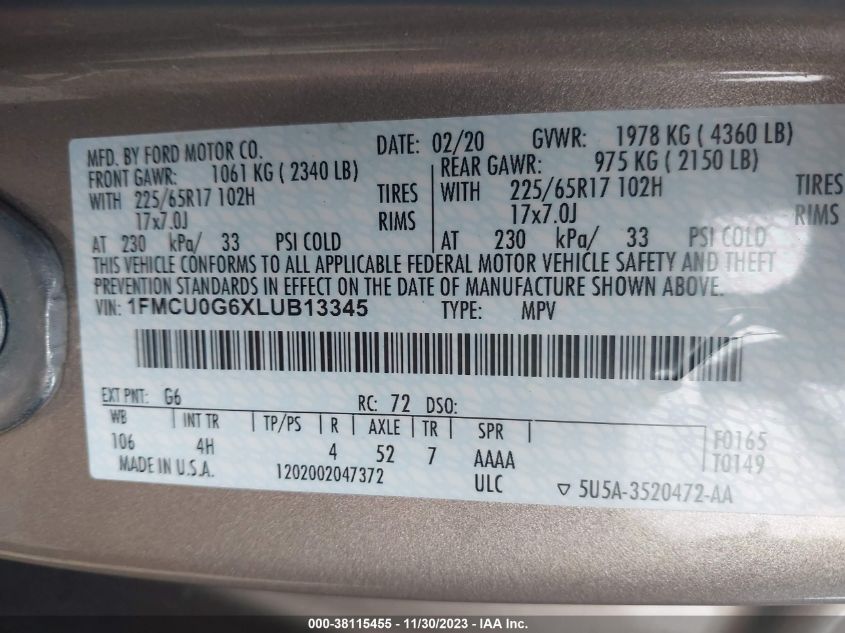 MFD. BY FORD MOTOR CO. DATE: 02/20 GVWR: 1978 KG ( 4360 LB)
FRONT GAWR: 1061 KG ( 2340 LB) REAR GAWR: 975 KG ( 2150 LB)
WITH 225/65R17 102H TIRES WITH 225/65R17 102H TIRES
17x7.0J RIMS 17x7.0J RIMS
AT 230 kPa/ 33 PSI COLD AT 230 kPa/ 33 PSI COLD
THIS VEHICLE CONFORMS TO ALL APPLICABLE FEDERAL MOTOR VEHICLE SAFETY AND THEFT
PREVENTION STANDARDS IN EFFECT ON THE DATE OF MANUFACTURE SHOWN ABOVE.
VIN: 1FMCU0G6XLUB13345 TYPE: MPV
EXT PNT: G6 RC: 72 DSO:
WB INT TR TP/PS R AXLE TR SPR F0165
106 4H 4 52 7 AAAA T0149
MADE IN U.S.A. 1202002047372 ULC ▽ 5U5A-3520472-AA
000-38115455 - 11/30/2023 - IAA Inc.